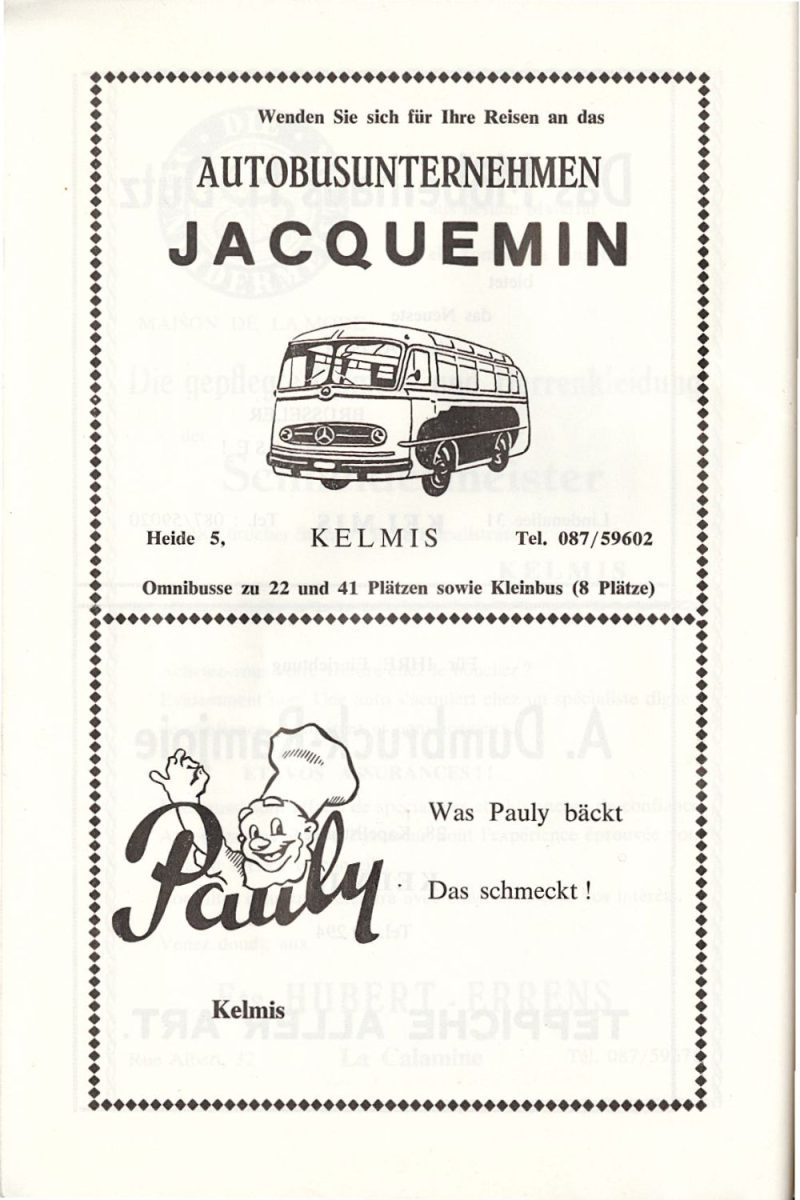 Wenden Sie sich für Ihre Reisen an das
AUTOBUSUNTERNEHMEN
JACQUEMIN
Heide 5, KELMIS Tel. 087/59602
Omnibusse zu 22 und 41 Plätzen sowie Kleinbus (8 Plätze)
Pauly
Was Pauly bäckt
Das schmeckt !
Kelmis